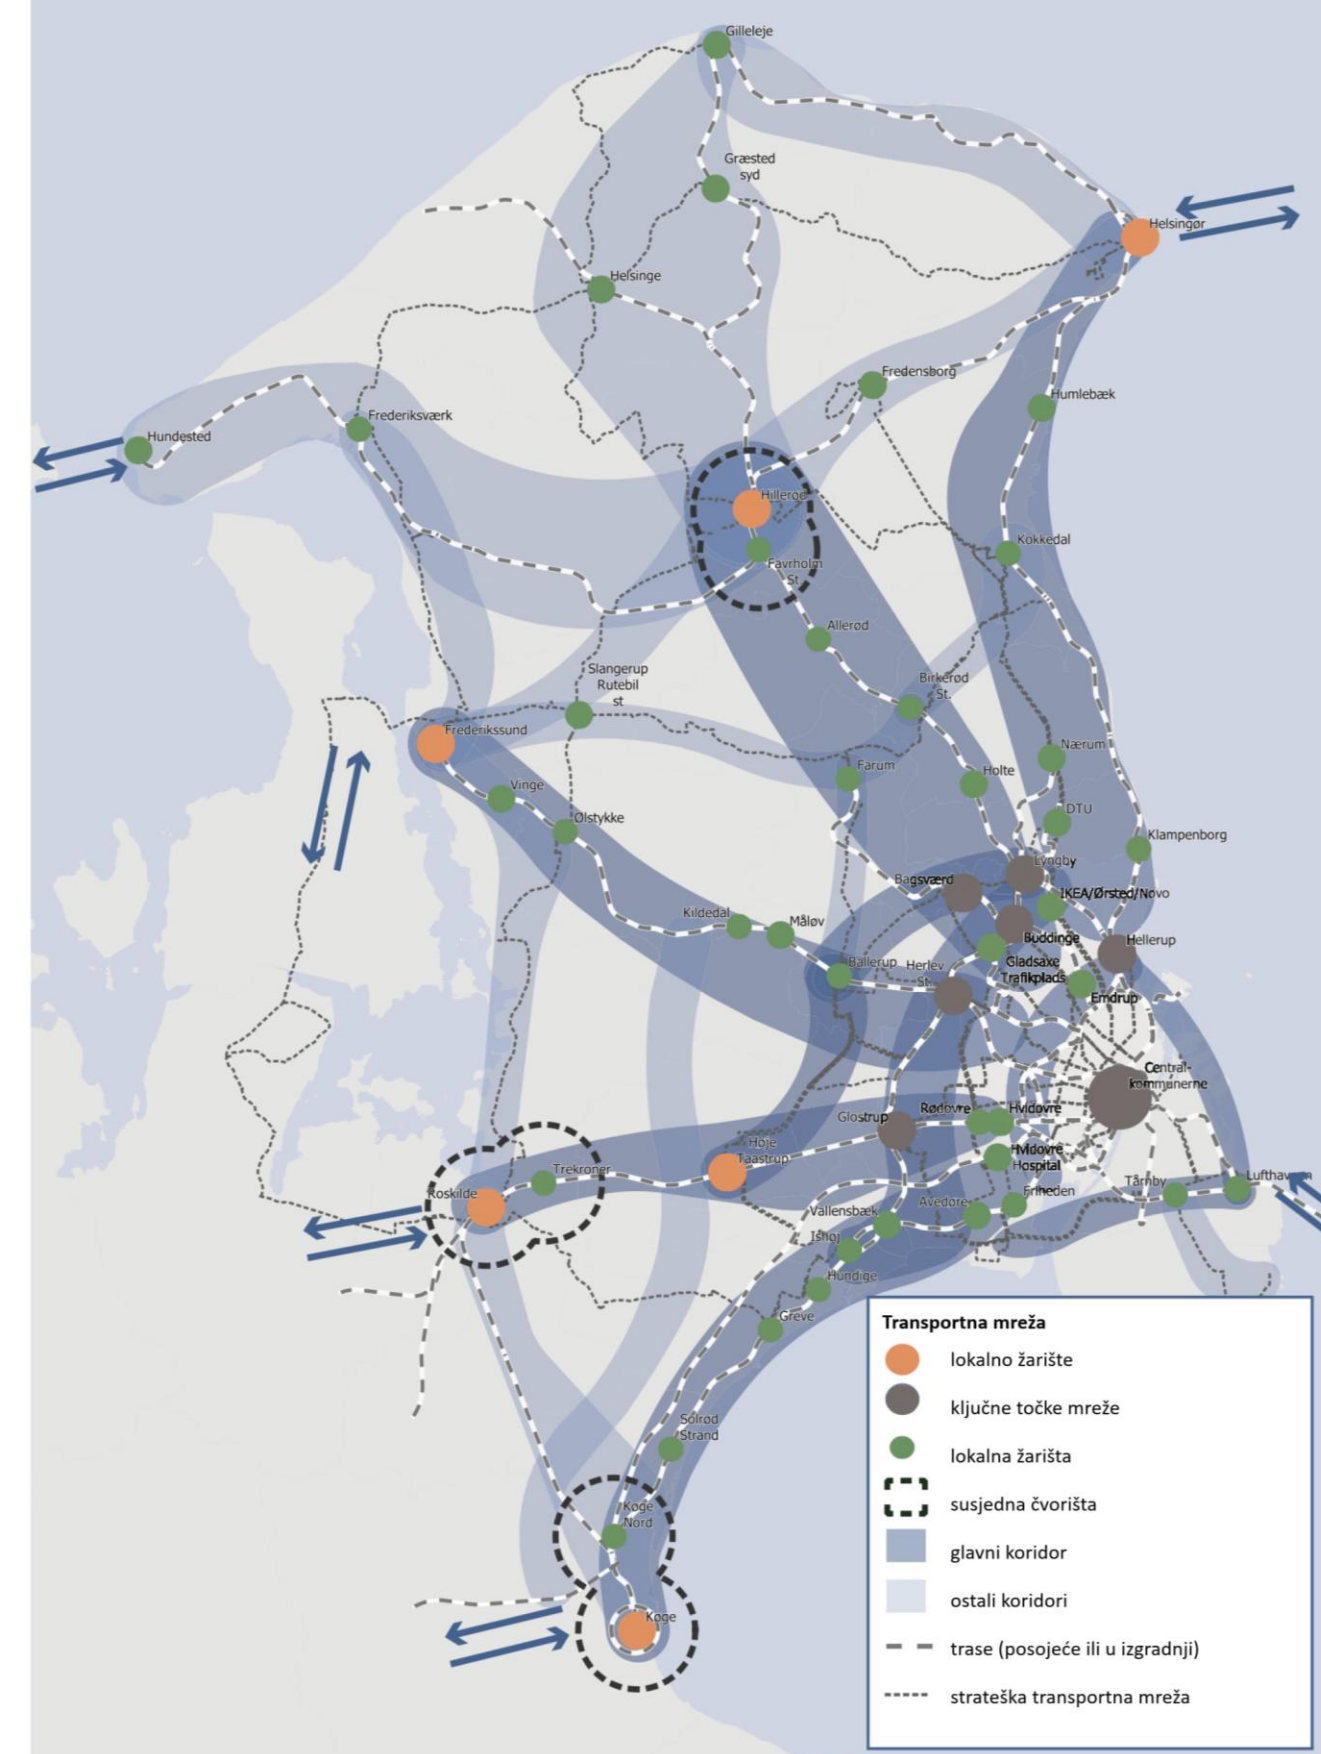 Gilleleje
Græsted
syd
Helsingør
Helsinge
Fredensborg
Humlebæk
Frederiksværk
Hundested
Hillerød
Kokkedal
Favrholm
St.
Allerød
Slangerup
Rutebil
st
Birkerød
St.
Frederikssund
Nærum
Farum
Holte
Vinge
DTU
Ølstykke
Klampenborg
Lyngby
Bagsværd
IKEA/Ørsted/Novo
Kildedal
Måløv
Buddinge
Hellerup
Ballerup
Herlev
St.
Gladsaxe
Trafikplads
Emdrup
Central-
kommunerne
Glostrup
Rødovre
Hvidovre
Høje
Taastrup
Hvidovre
Hospital
Trekroner
Roskilde
Friheden
Tårnby
Lufthavnen
Avedøre
Vallensbæk
Ishøj
Hundige
Greve
Solrød
Strand
Køge
Nord
Køge
Transportna mreža
lokalno žarište
ključne točke mreže
lokalna žarišta
susjedna čvorišta
glavni koridor
ostali koridori
trase (posojeće ili u izgradnji)
strateška transportna mreža